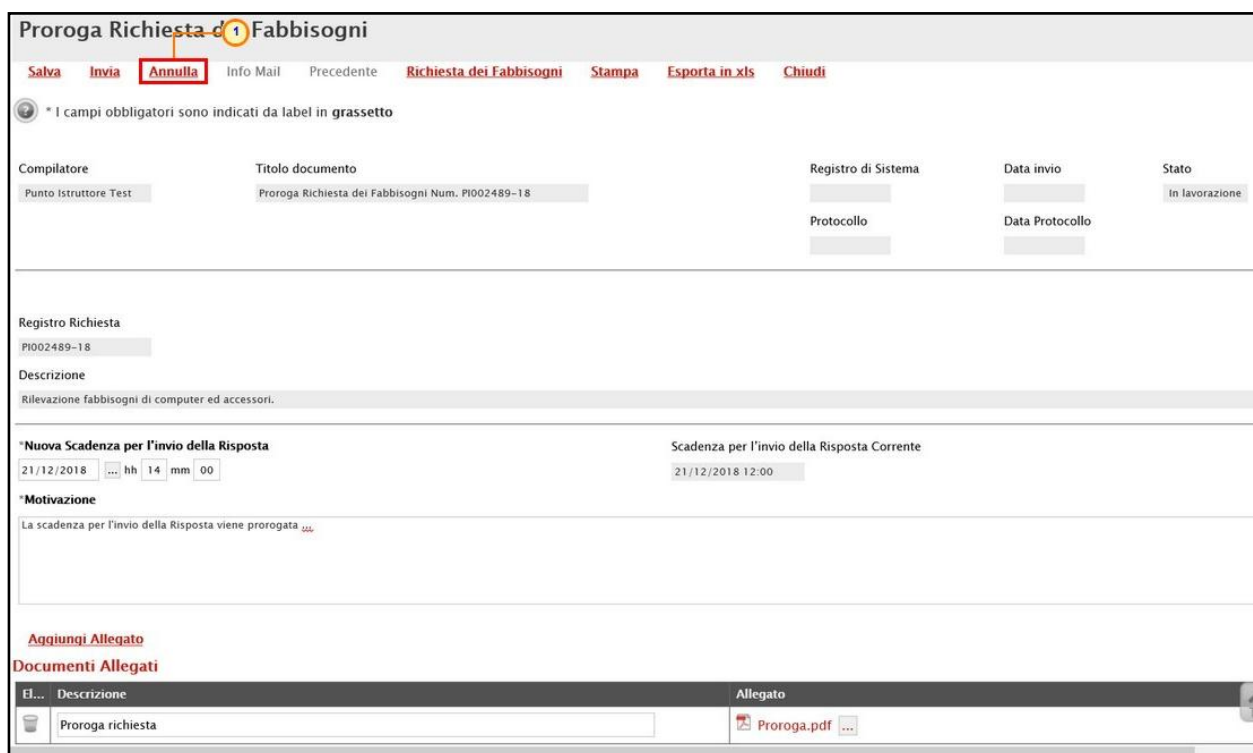 Proroga Richiesta d 1 Fabbisogni
Salva Invia Annulla Info Mail Precedente Richiesta dei Fabbisogni Stampa Esporta in xls Chiudi
* I campi obbligatori sono indicati da label in grassetto
Compilatore Titolo documento Registro di Sistema Data invio Stato
Punto Istruttore Test Proroga Richiesta dei Fabbisogni Num. PI002489-18 In lavorazione
Protocollo Data Protocollo
Registro Richiesta
PI002489-18
Descrizione
Rilevazione fabbisogni di computer ed accessori.
*Nuova Scadenza per l'invio della Risposta Scadenza per l'invio della Risposta Corrente
21/12/2018 ... hh 14 mm 00 21/12/2018 12:00
*Motivazione
La scadenza per l'invio della Risposta viene prorogata ,,,
Aggiungi Allegato
Documenti Allegati
El... Descrizione Allegato
Proroga richiesta Proroga.pdf ...